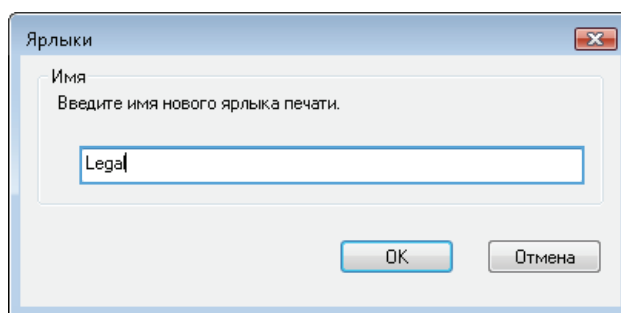 Ярлыки
Имя
Введите имя нового ярлыка печати.
Legal
OK
Отмена